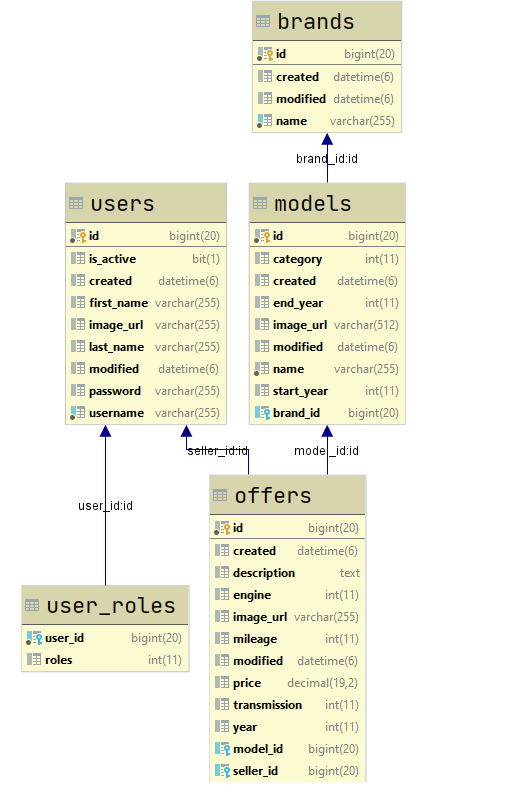 brands
id bigint(20)
created datetime(6)
modified datetime(6)
name varchar(255)
brand_id:id
users
id bigint(20)
is_active bit(1)
created datetime(6)
first_name varchar(255)
image_url varchar(255)
last_name varchar(255)
modified datetime(6)
password varchar(255)
username varchar(255)
models
id bigint(20)
category int(11)
created datetime(6)
end_year int(11)
image_url varchar(512)
modified datetime(6)
name varchar(255)
start_year int(11)
brand_id bigint(20)
seller_id:id
model_id:id
user_id:id
offers
id bigint(20)
created datetime(6)
description text
engine int(11)
image_url varchar(255)
mileage int(11)
modified datetime(6)
price decimal(19,2)
transmission int(11)
year int(11)
model_id bigint(20)
seller_id bigint(20)
user_roles
user_id bigint(20)
roles int(11)